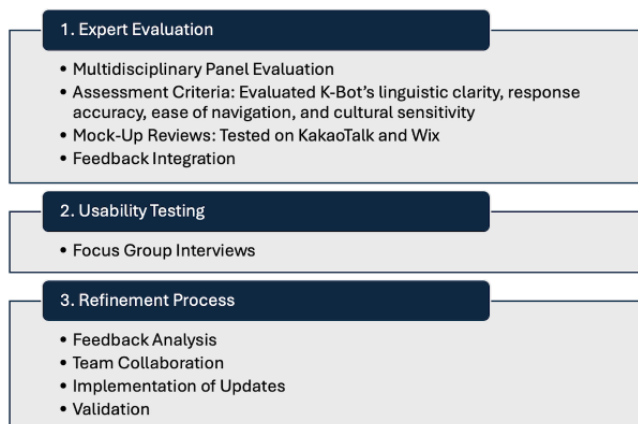 1. Expert Evaluation
• Multidisciplinary Panel Evaluation
• Assessment Criteria: Evaluated K-Bot’s linguistic clarity, response
accuracy, ease of navigation, and cultural sensitivity
• Mock-Up Reviews: Tested on KakaoTalk and Wix
• Feedback Integration
2. Usability Testing
• Focus Group Interviews
3. Refinement Process
• Feedback Analysis
• Team Collaboration
• Implementation of Updates
• Validation